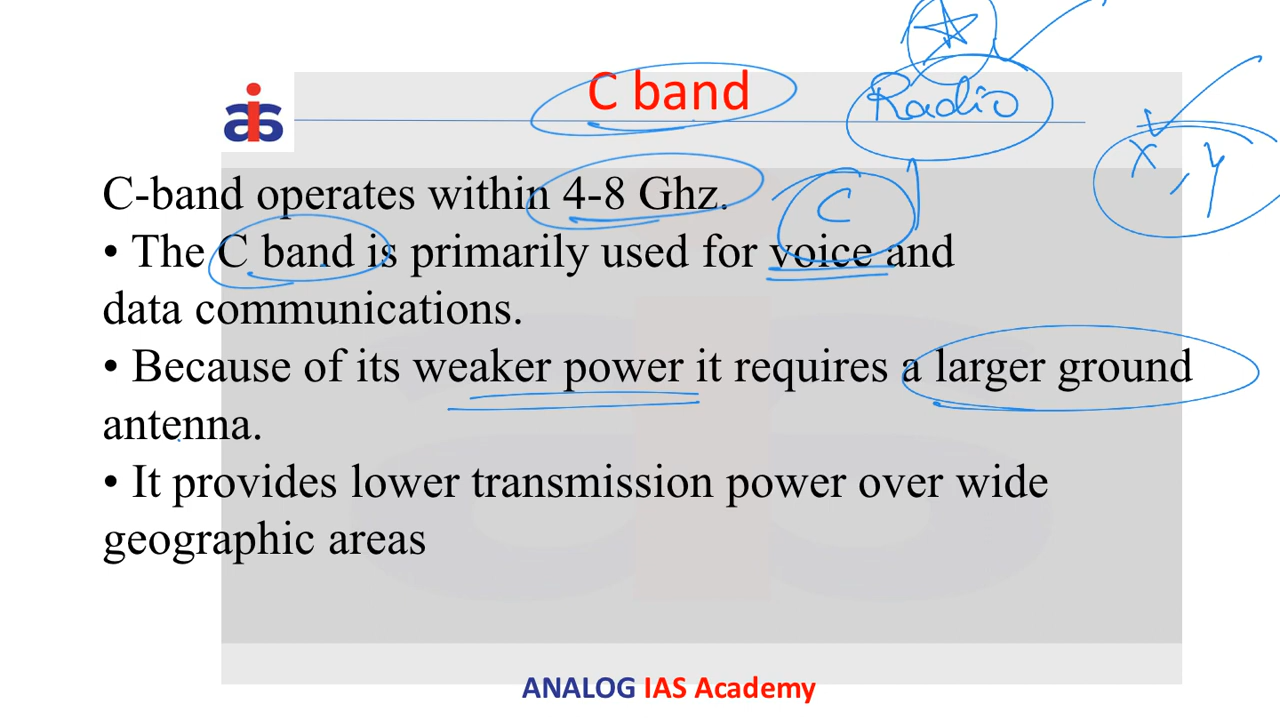 C band
Radio
X, Y
C-band operates within 4-8 Ghz.
C
• The C band is primarily used for voice and
data communications.
• Because of its weaker power it requires a larger ground
antenna.
• It provides lower transmission power over wide
geographic areas
ais
ANALOG IAS Academy